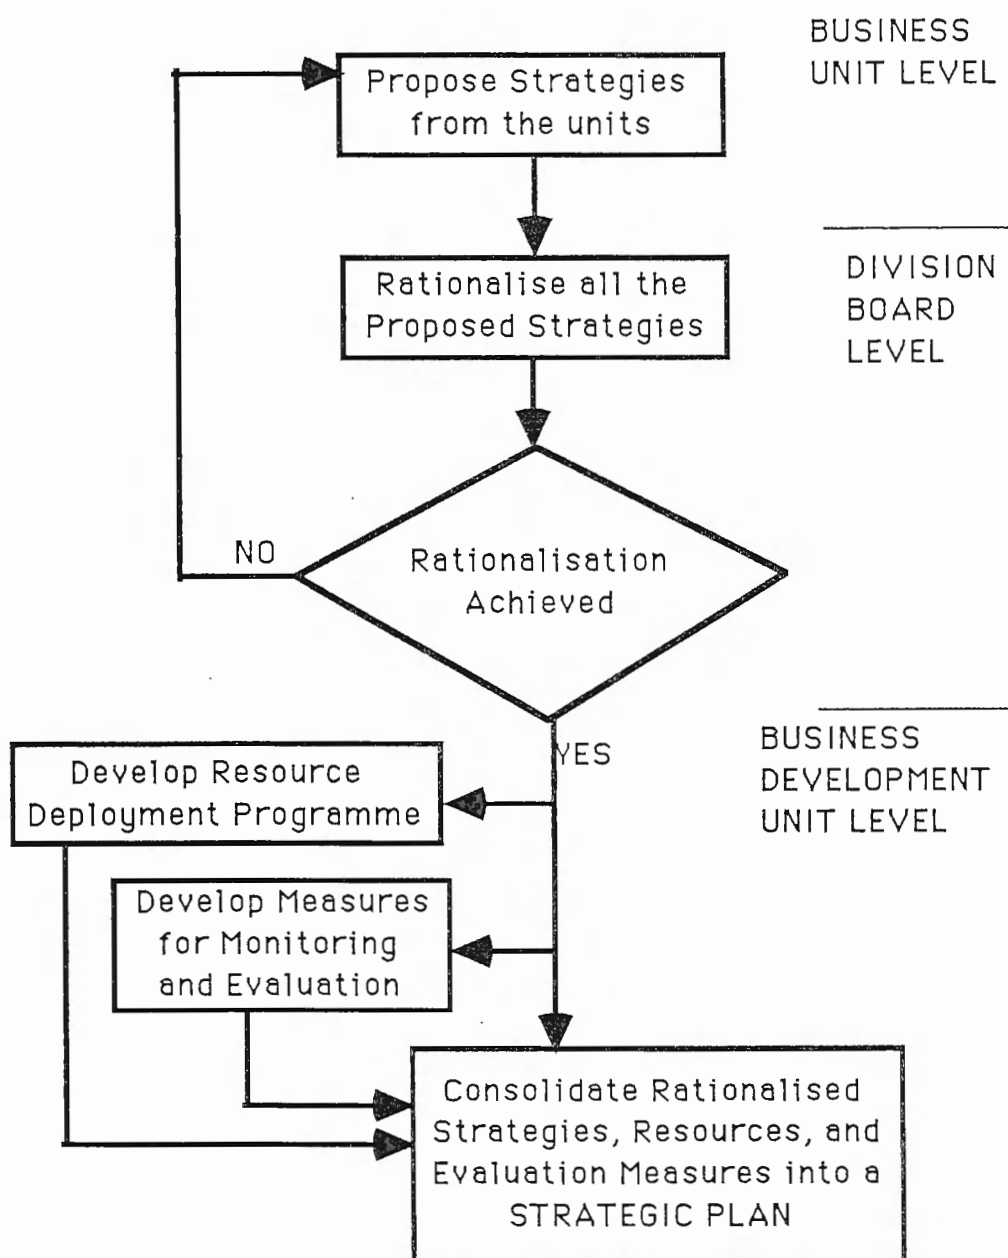 BUSINESS
UNIT LEVEL
Propose Strategies
from the units
DIVISION
BOARD
LEVEL
Rationalise all the
Proposed Strategies
NO
Rationalisation
Achieved
YES
BUSINESS
DEVELOPMENT
UNIT LEVEL
Develop Resource
Deployment Programme
Develop Measures
for Monitoring
and Evaluation
Consolidate Rationalised
Strategies, Resources, and
Evaluation Measures into a
STRATEGIC PLAN